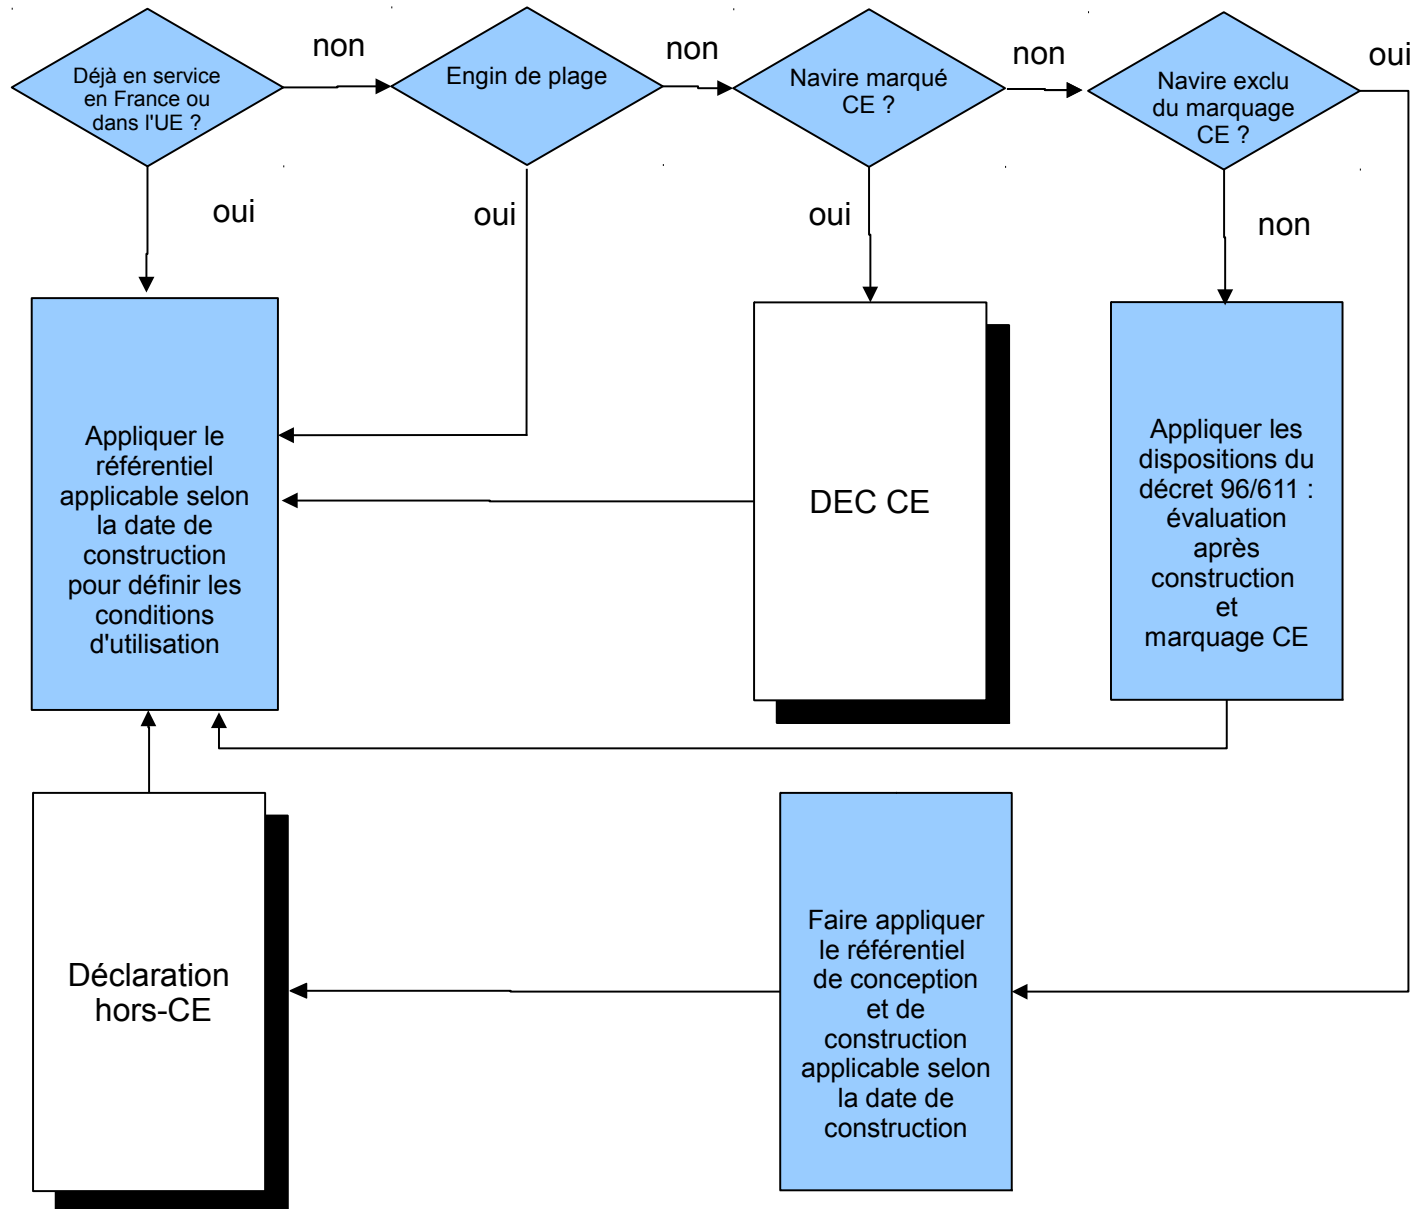 Déjà en service
en France ou
dans l'UE ?
non
Engin de plage
non
Navire marqué
CE ?
non
Navire exclu
du marquage
CE ?
oui
oui
oui
oui
non
Appliquer le
référentiel
applicable selon
la date de
construction
pour définir les
conditions
d'utilisation
DEC CE
Appliquer les
dispositions du
décret 96/611 :
évaluation
après
construction
et
marquage CE
Déclaration
hors-CE
Faire appliquer
le référentiel
de conception
et de
construction
applicable selon
la date de
construction